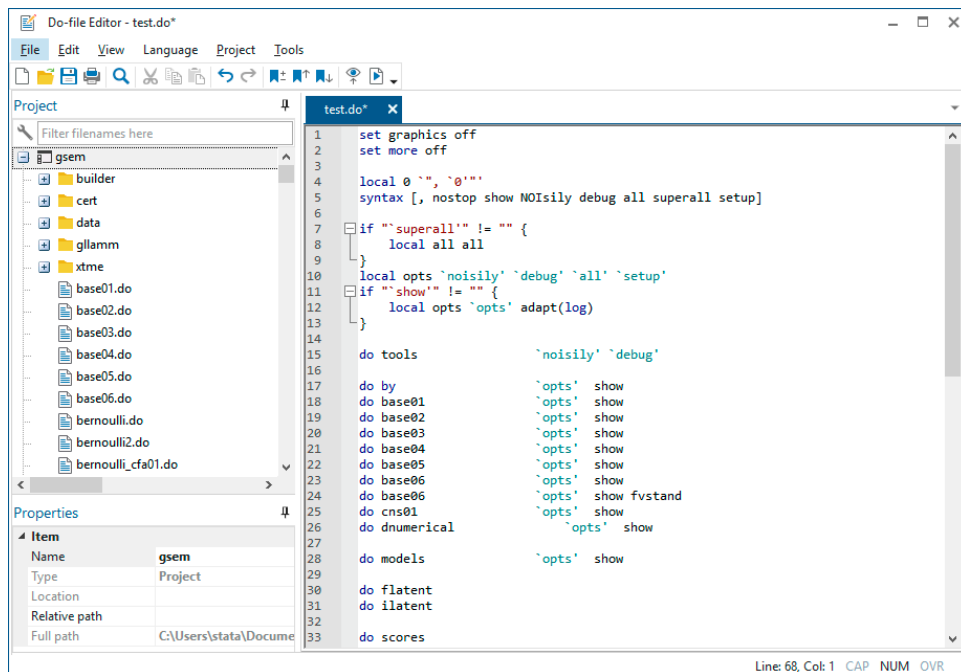 Do-file Editor - test.do*
File Edit View Language Project Tools
Project
Filter filenames here
gsem
builder
cert
data
gllamm
xtme
base01.do
base02.do
base03.do
base04.do
base05.do
base06.do
bernoulli.do
bernoulli2.do
bernoulli_cfa01.do
Properties
Item
Name gsem
Type Project
Location
Relative path
Full path C:\Users\stata\Docume
test.do*
1 set graphics off
2 set more off
3
4 local 0 `", `0'"'
5 syntax [, nostop show NOIsily debug all superall setup]
6
7 if "`superall'" != "" {
8     local all all
9 }
10 local opts `noisily' `debug' `all' `setup'
11 if "`show'" != "" {
12     local opts `opts' adapt(log)
13 }
14
15 do tools `noisily' `debug'
16
17 do by `opts' show
18 do base01 `opts' show
19 do base02 `opts' show
20 do base03 `opts' show
21 do base04 `opts' show
22 do base05 `opts' show
23 do base06 `opts' show
24 do base06 `opts' show fvstand
25 do cns01 `opts' show
26 do dnumerical `opts' show
27
28 do models `opts' show
29
30 do flatent
31 do ilatent
32
33 do scores
Line: 68, Col: 1 CAP NUM OVR